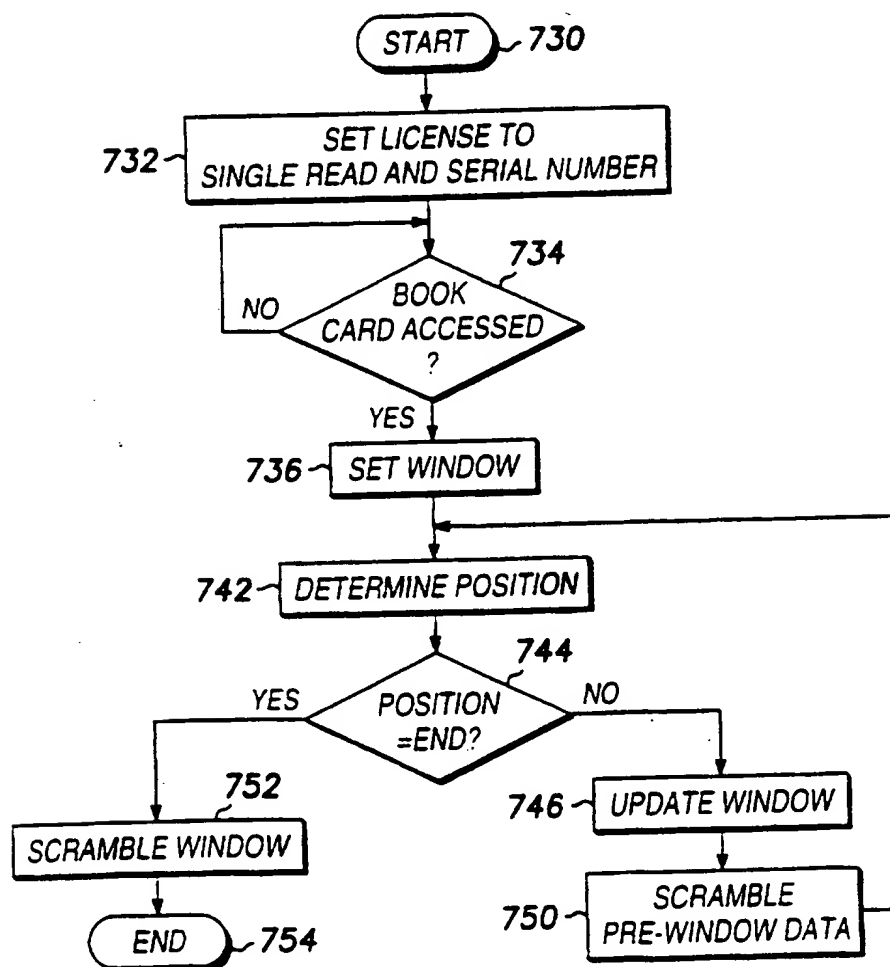 START
730
732
SET LICENSE TO
SINGLE READ AND SERIAL NUMBER
734
NO
BOOK
CARD ACCESSED
?
YES
736
SET WINDOW
742
DETERMINE POSITION
744
YES
POSITION
=END?
NO
752
SCRAMBLE WINDOW
746
UPDATE WINDOW
750
SCRAMBLE
PRE-WINDOW DATA
END
754